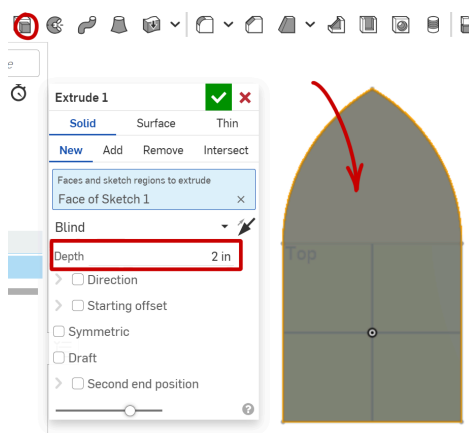 e
Extrude 1
Solid Surface Thin
New Add Remove Intersect
Faces and sketch regions to extrude
Face of Sketch 1
Blind
Depth 2 in
Direction
Starting offset
Symmetric
Draft
Second end position
Top